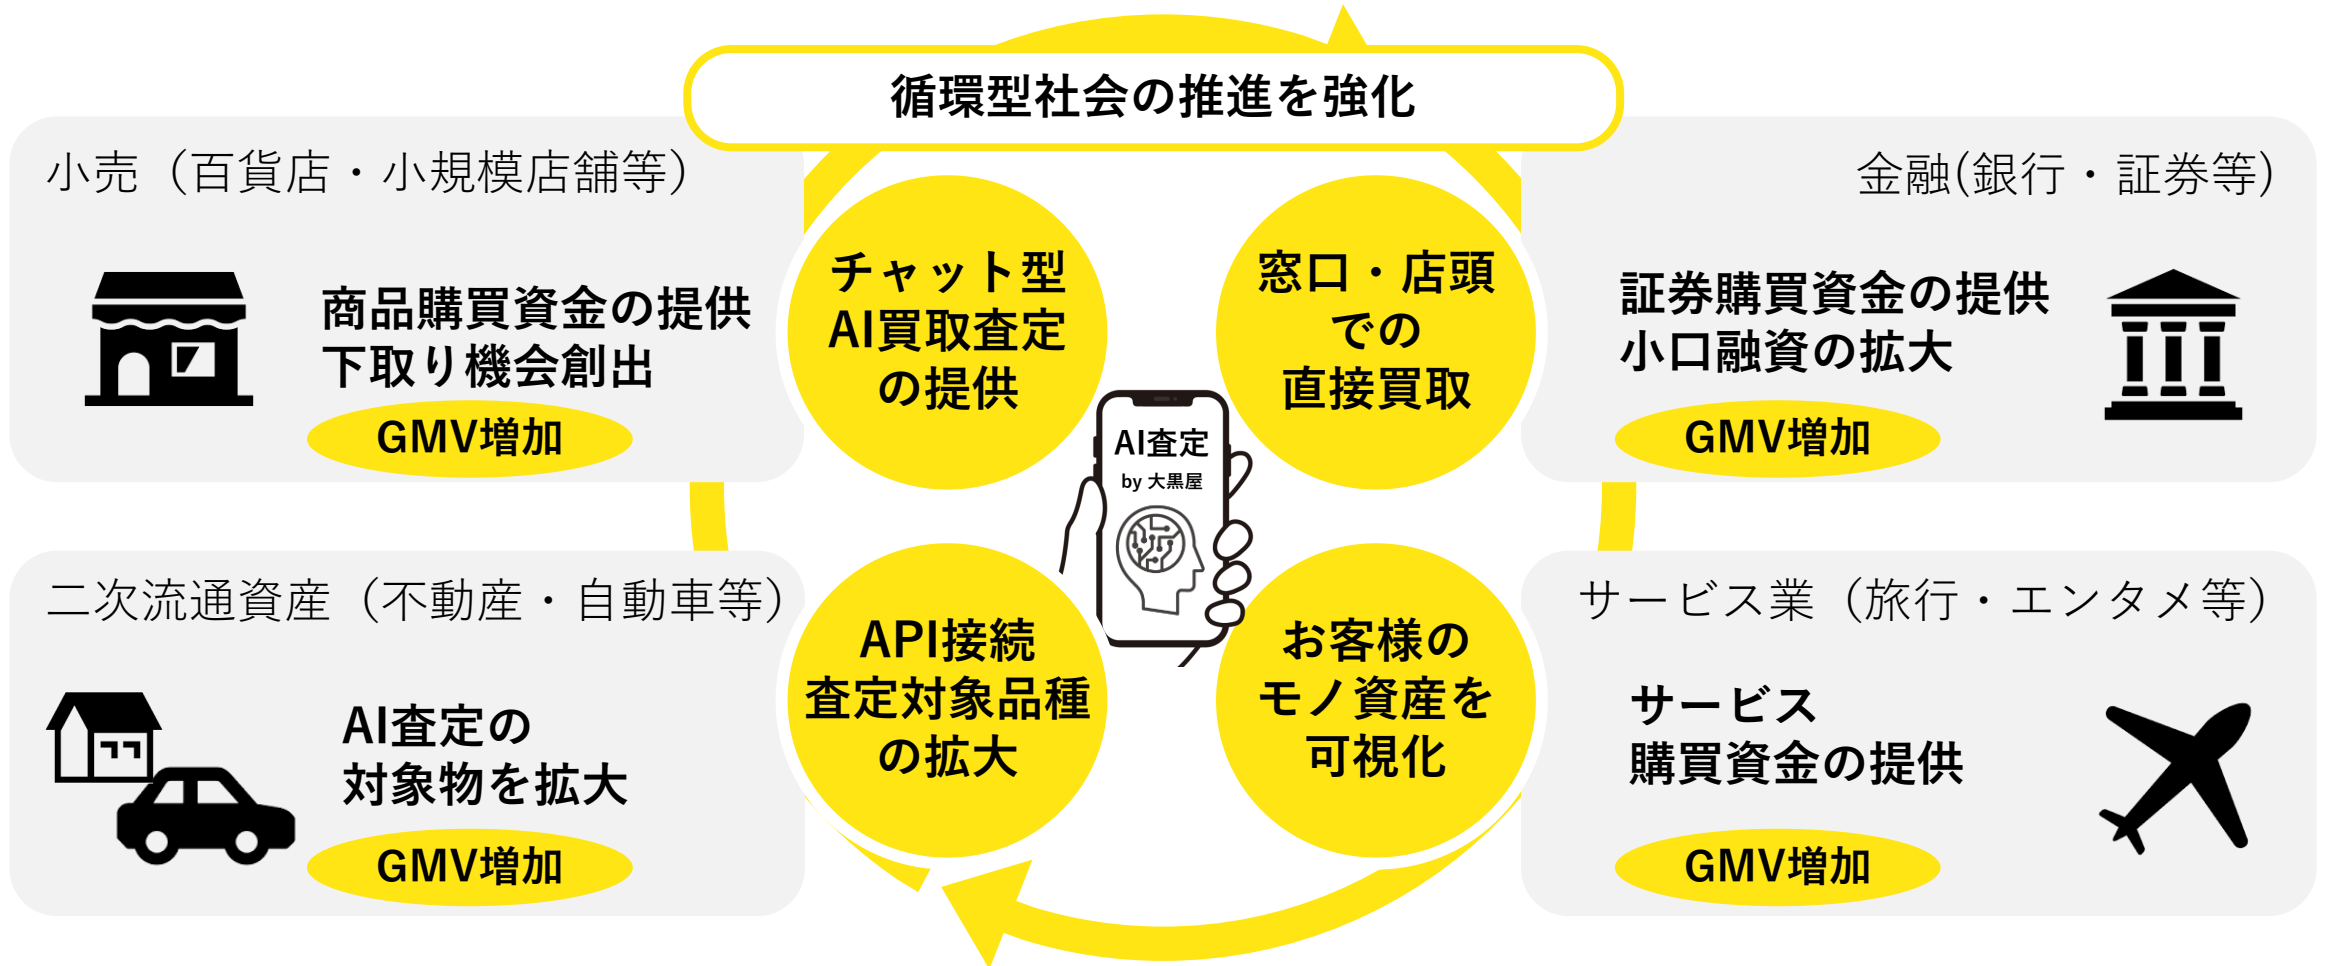 循環型社会の推進を強化
小売（百貨店・小規模店舗等）
商品購買資金の提供
下取り機会創出
GMV増加
チャット型
AI買取査定
の提供
窓口・店頭
での
直接買取
金融(銀行・証券等)
証券購買資金の提供
小口融資の拡大
GMV増加
AI査定
by 大黒屋
二次流通資産（不動産・自動車等）
AI査定の
対象物を拡大
GMV増加
API接続
査定対象品種
の拡大
お客様の
モノ資産を
可視化
サービス業（旅行・エンタメ等）
サービス
購買資金の提供
GMV増加